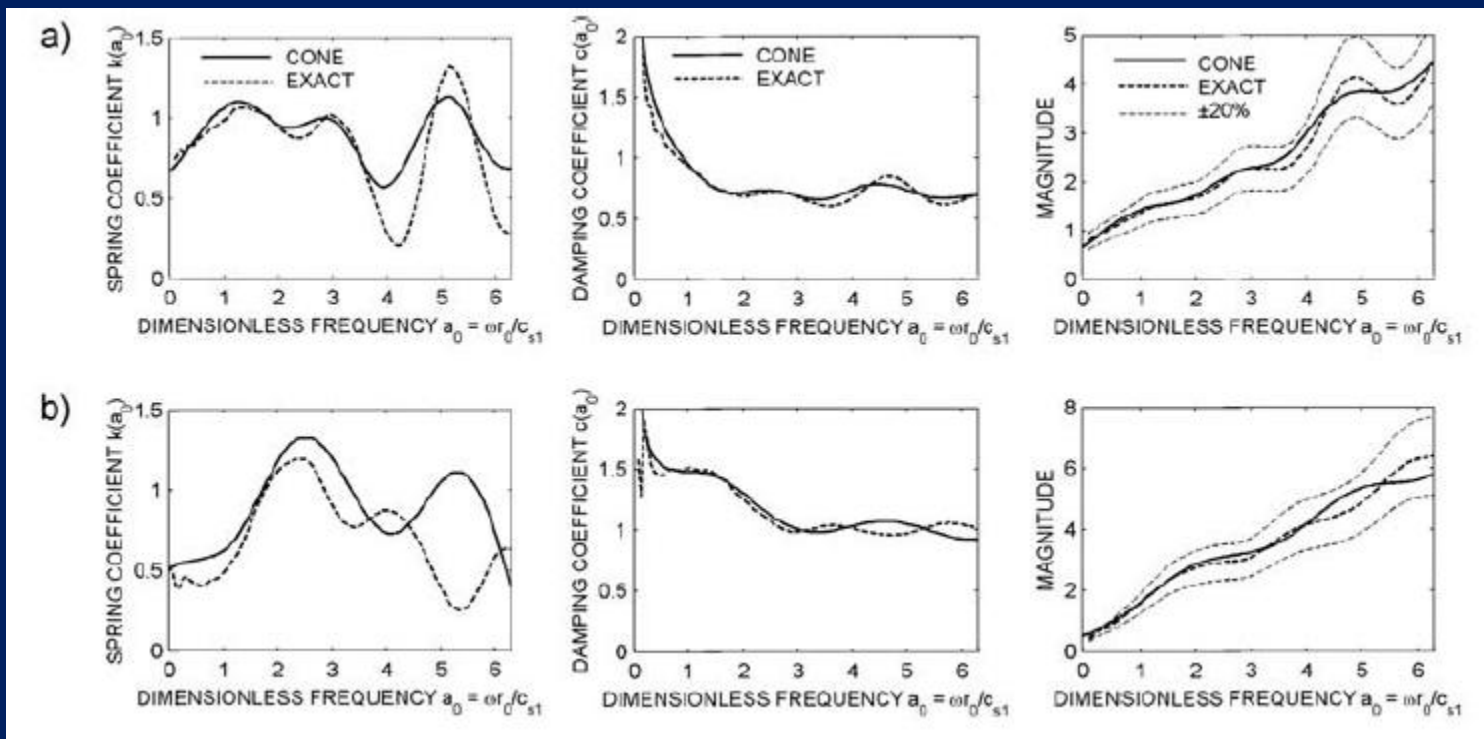 a)
SPRING COEFFICIENT k(a0)
1.5
1
0.5
0
CONE
EXACT
0 1 2 3 4 5 6
DIMENSIONLESS FREQUENCY a0 = ωr0/cs1
DAMPING COEFFICIENT c(a0)
2
1.5
1
0.5
0
CONE
EXACT
0 1 2 3 4 5 6
DIMENSIONLESS FREQUENCY a0 = ωr0/cs1
MAGNITUDE
5
4
3
2
1
0
CONE
EXACT
±20%
0 1 2 3 4 5 6
DIMENSIONLESS FREQUENCY a0 = ωr0/cs1
b)
SPRING COEFFICIENT k(a0)
1.5
1
0.5
0
0 1 2 3 4 5 6
DIMENSIONLESS FREQUENCY a0 = ωr0/cs1
DAMPING COEFFICIENT c(a0)
2
1.5
1
0.5
0
0 1 2 3 4 5 6
DIMENSIONLESS FREQUENCY a0 = ωr0/cs1
MAGNITUDE
8
6
4
2
0
0 1 2 3 4 5 6
DIMENSIONLESS FREQUENCY a0 = ωr0/cs1